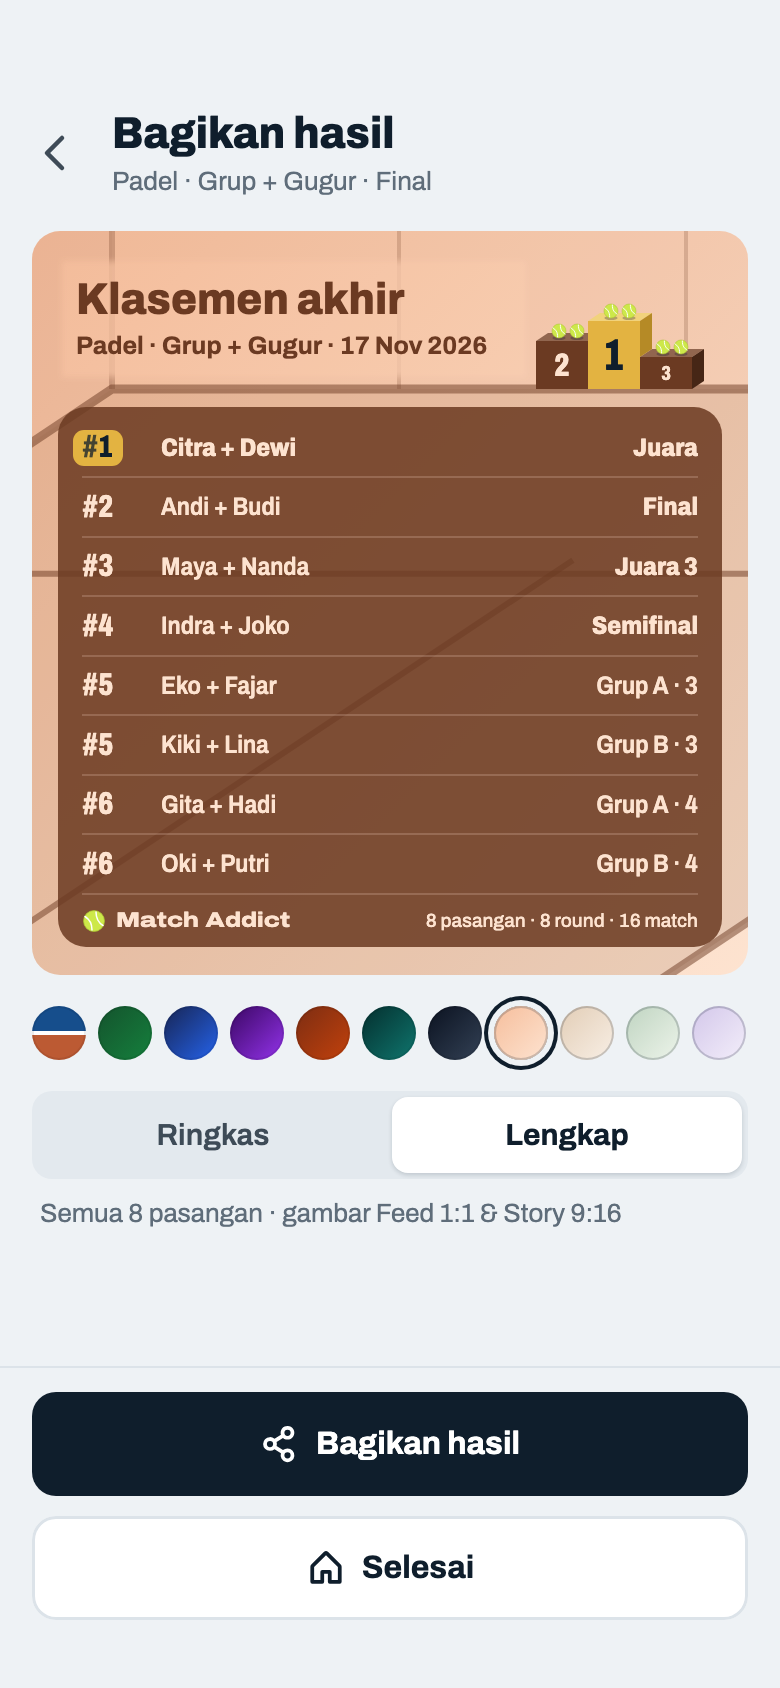 Bagikan hasil
Padel · Grup + Gugur · Final
Klasemen akhir
Padel · Grup + Gugur · 17 Nov 2026
2 1 3
#1 Citra + Dewi Juara
#2 Andi + Budi Final
#3 Maya + Nanda Juara 3
#4 Indra + Joko Semifinal
#5 Eko + Fajar Grup A · 3
#5 Kiki + Lina Grup B · 3
#6 Gita + Hadi Grup A · 4
#6 Oki + Putri Grup B · 4
Match Addict 8 pasangan · 8 round · 16 match
Ringkas Lengkap
Semua 8 pasangan · gambar Feed 1:1 & Story 9:16
Bagikan hasil
Selesai